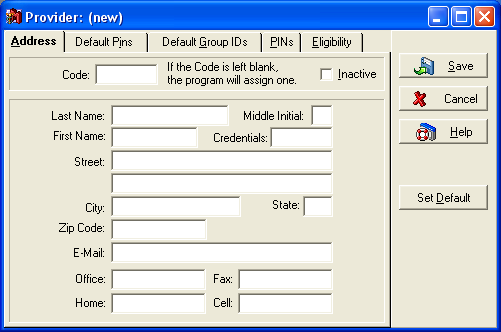 Provider: (new)
Address Default Pins Default Group IDs PINs Eligibility
Code: If the Code is left blank,
the program will assign one. Inactive
Last Name: Middle Initial:
First Name: Credentials:
Street:
City: State:
Zip Code:
E-Mail:
Office: Fax:
Home: Cell:
Save
Cancel
Help
Set Default